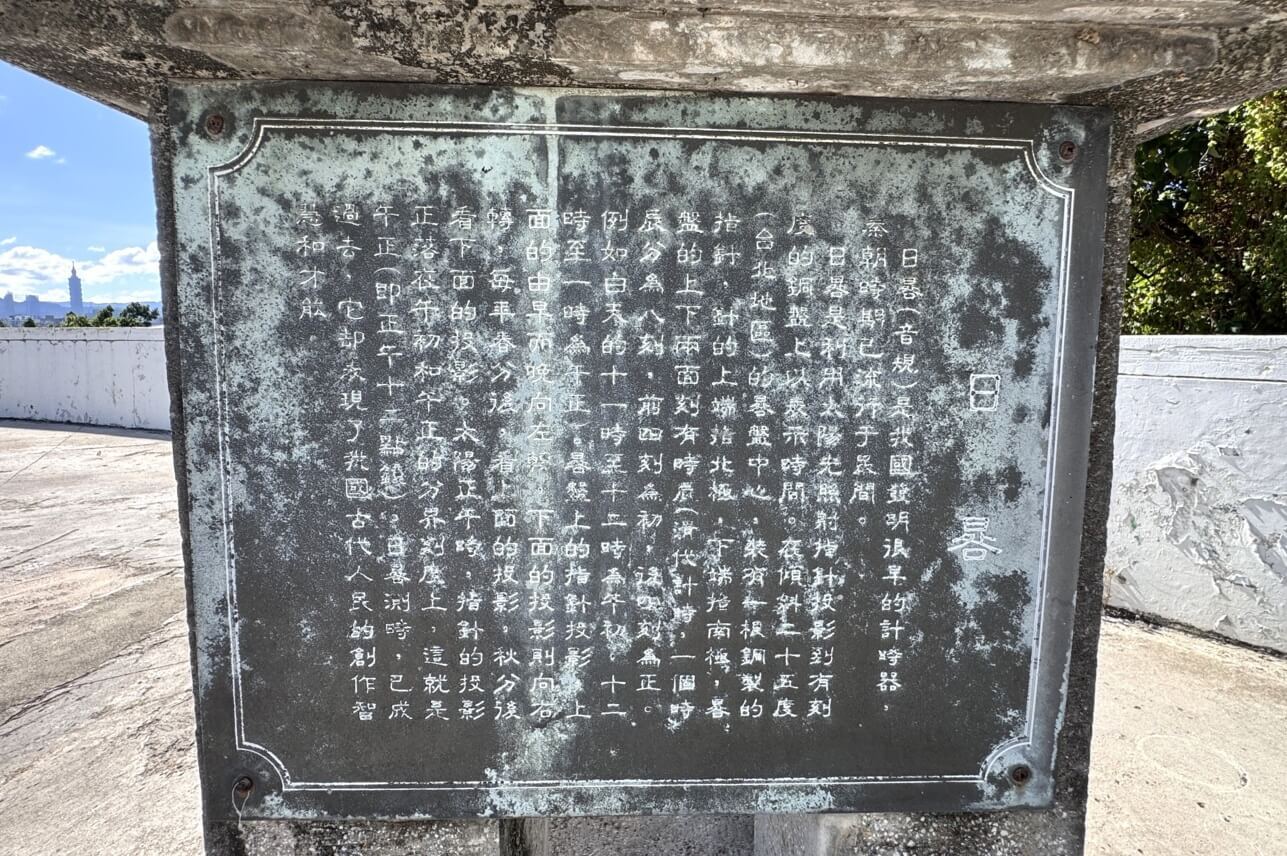 日晷
日晷(音規)是我國發明很早的計時器，
秦朝時期已流行于民間。
日晷是利用太陽光照射指針投影到有刻
度的銅盤上以表示時間。在傾斜二十五度
(台北地區)的晷盤中心，裝有一根銅製的
指針，針的上端指北極，下端指南極，晷
盤的上下兩面刻有時辰(清代計時，一個時
辰分為八刻，前四刻為初，後四刻為正。
例如白天的十一時至十二時為午初，十二
時至一時為午正)。晷盤上的指針投影，上
面的由早而晚向左轉，下面的投影則向右
轉，每年春分後，看上面的投影，秋分後
看下面的投影，太陽正午時，指針的投影
正落在午初和午正的分界刻度上，這就是
午正(即正午十二點鐘)。日晷測時，已成
過去，它却表現了我國古代人民的創作智
慧和才能。